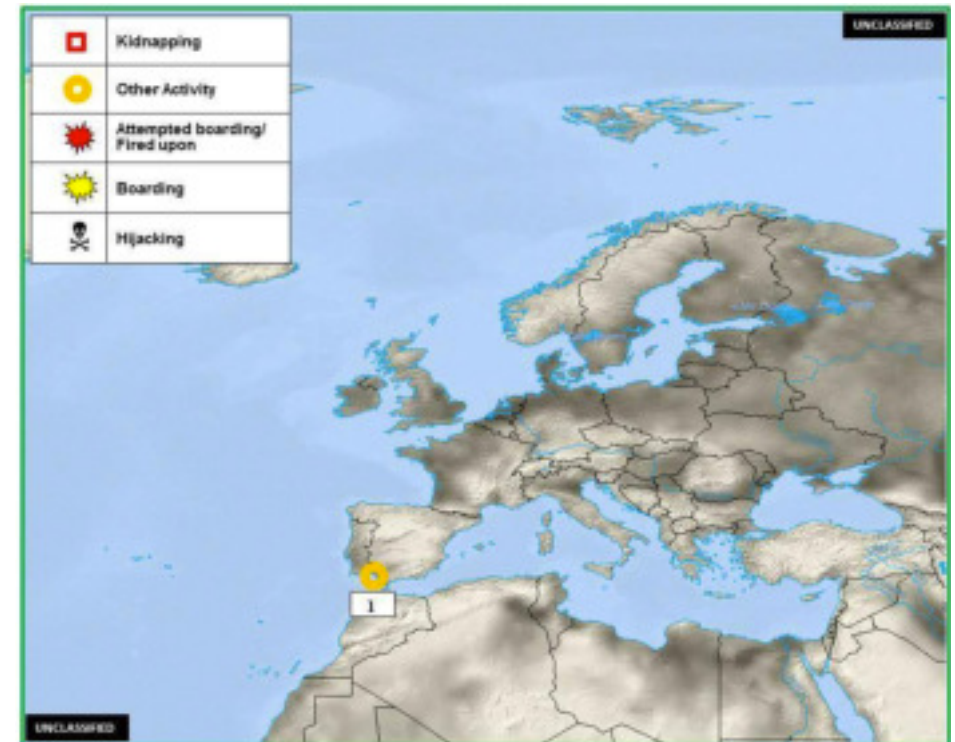 UNCLASSIFIED
Kidnapping
Other Activity
Attempted boarding/
Fired upon
Boarding
Hijacking
1
UNCLASSIFIED